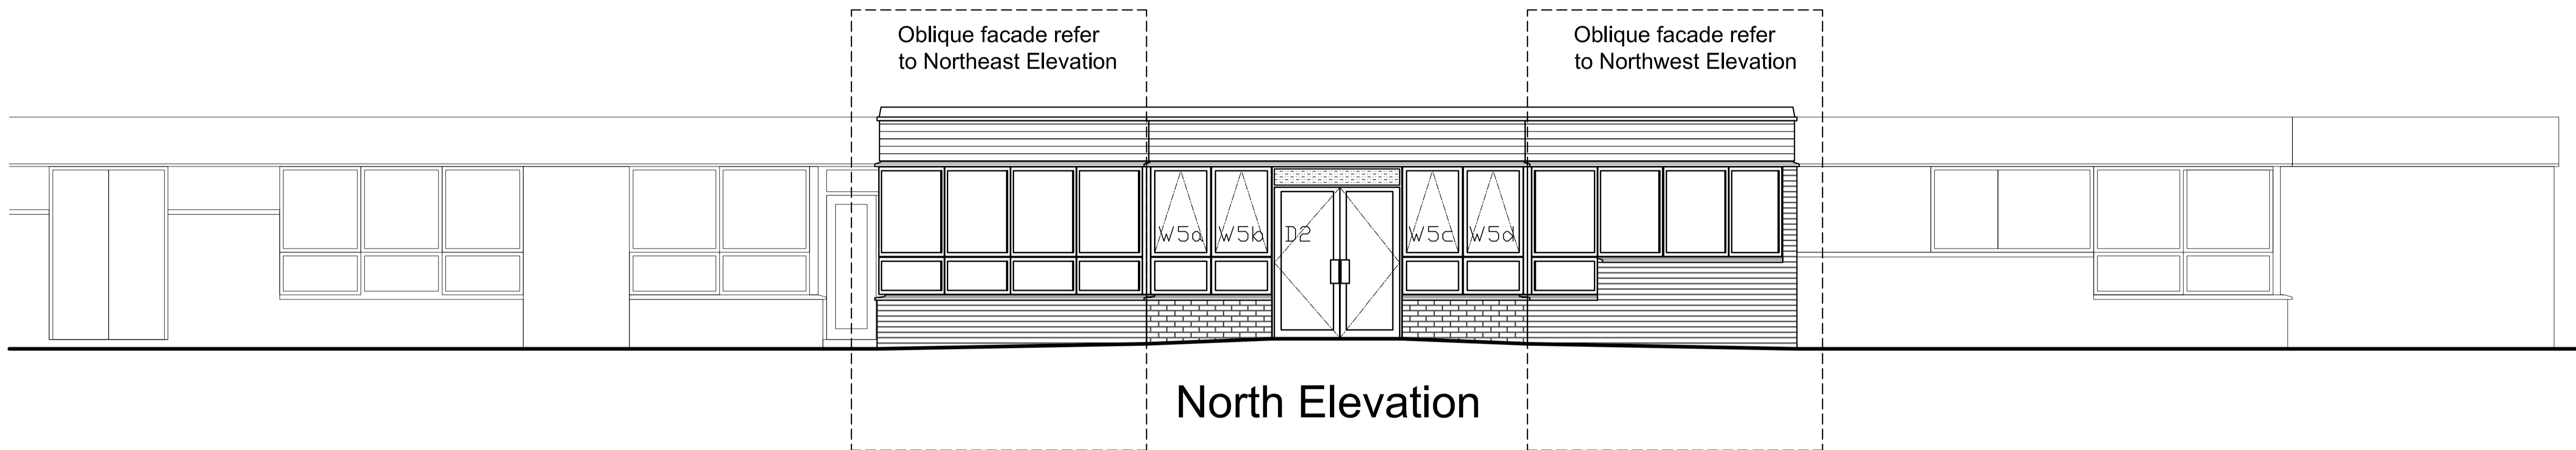 Oblique facade refer
to Northeast Elevation
Oblique facade refer
to Northwest Elevation
W5a W5b D2 W5c W5d
North Elevation